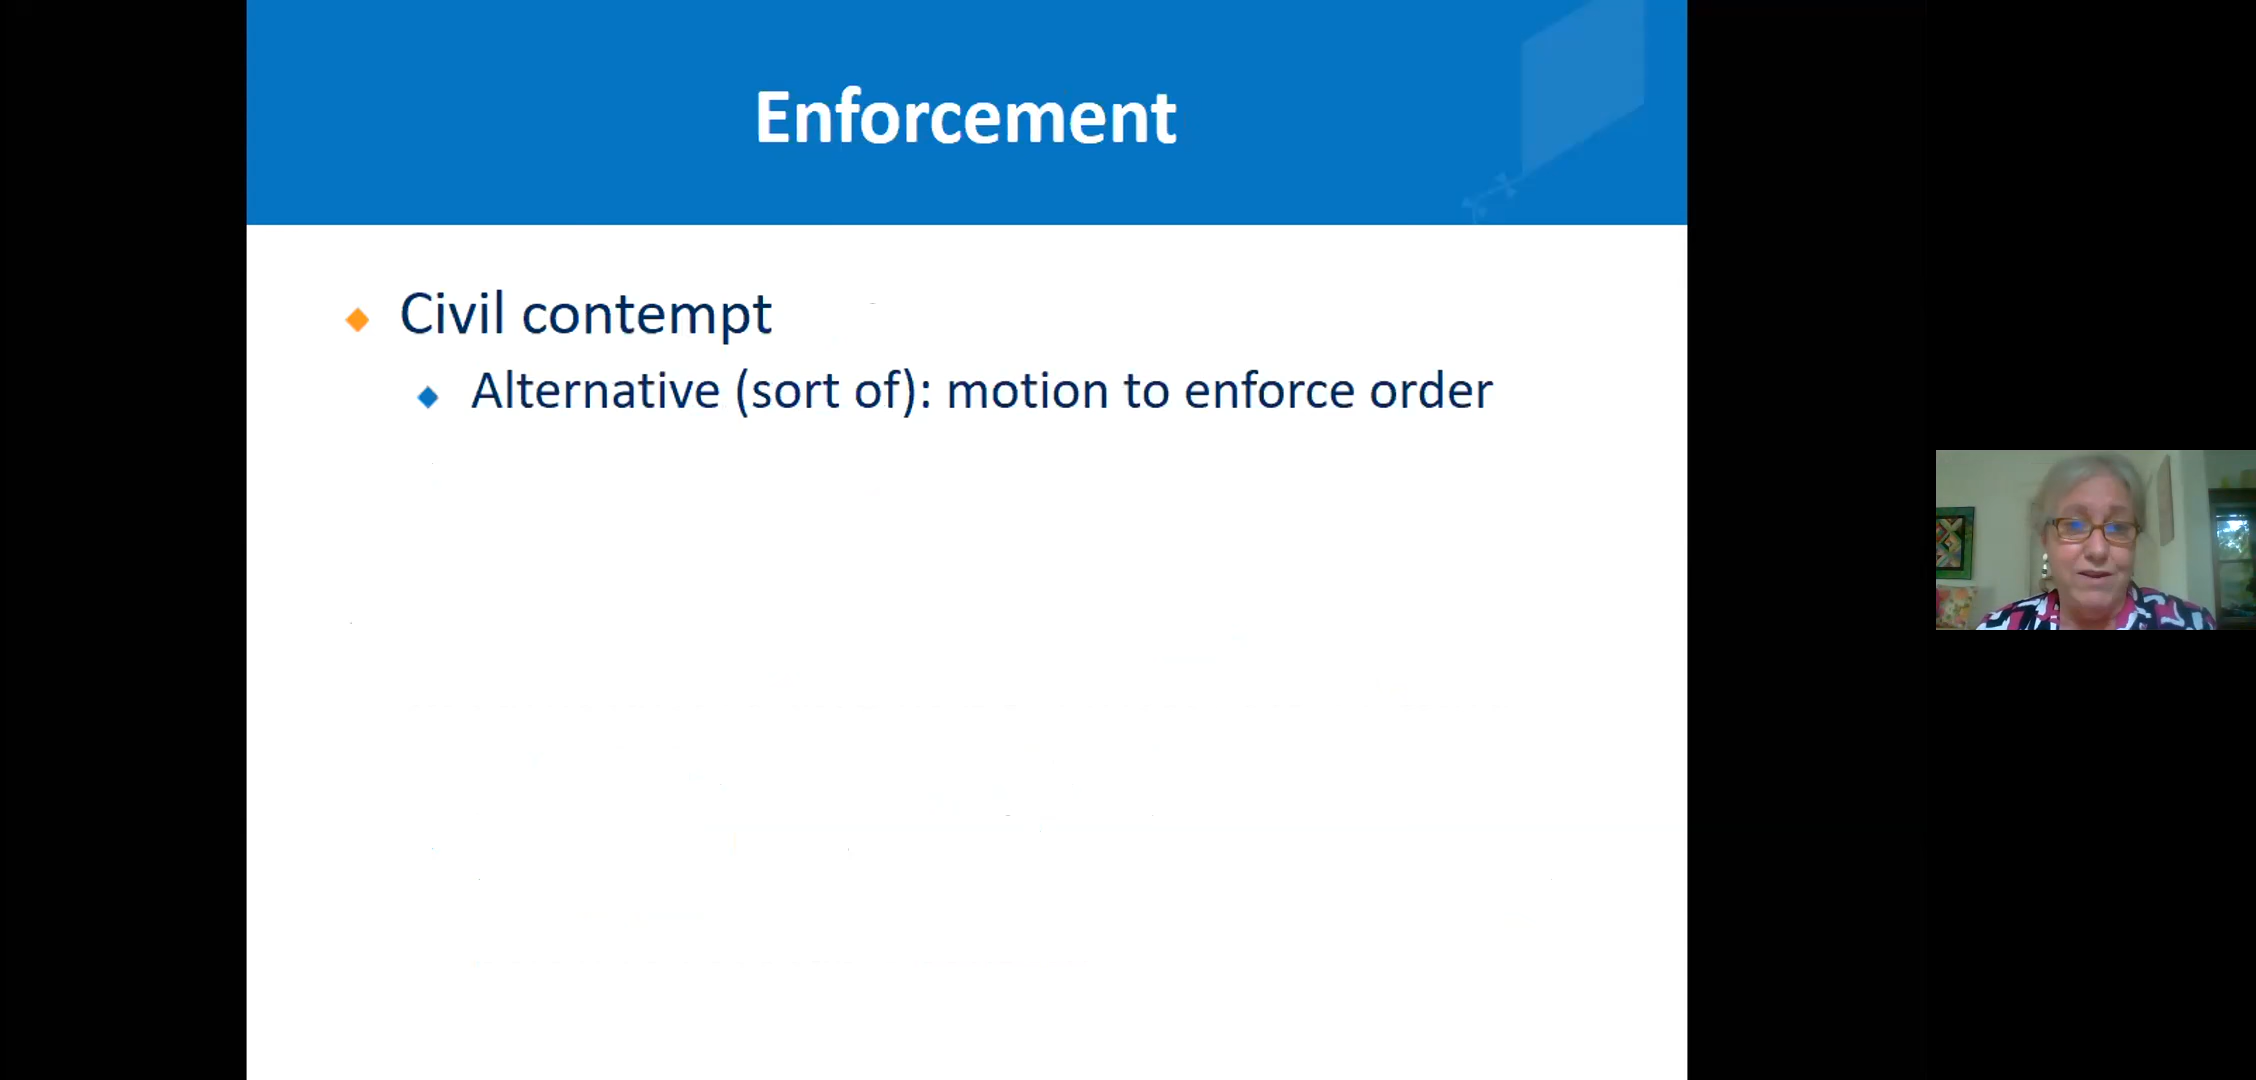 Enforcement
Civil contempt
Alternative (sort of): motion to enforce order